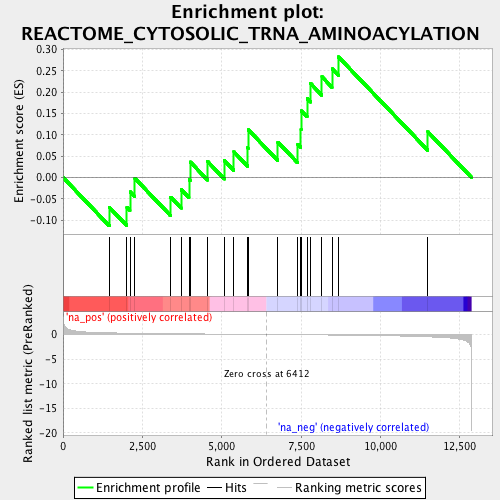 Enrichment plot:
REACTOME_CYTOSOLIC_TRNA_AMINOACYLATION
Enrichment score (ES)
0.30
0.25
0.20
0.15
0.10
0.05
0.00
-0.05
-0.10
'na_pos' (positively correlated)
Ranked list metric (PreRanked)
0
-5
-10
-15
-20
Zero cross at 6412
'na_neg' (negatively correlated)
0
2,500
5,000
7,500
10,000
12,500
Rank in Ordered Dataset
Enrichment profile
Hits
Ranking metric scores